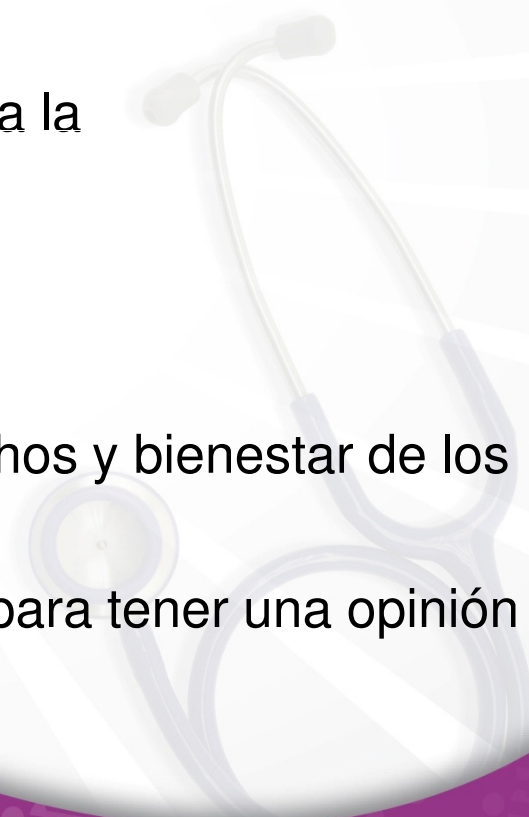 a la
hos y bienestar de los
para tener una opinión